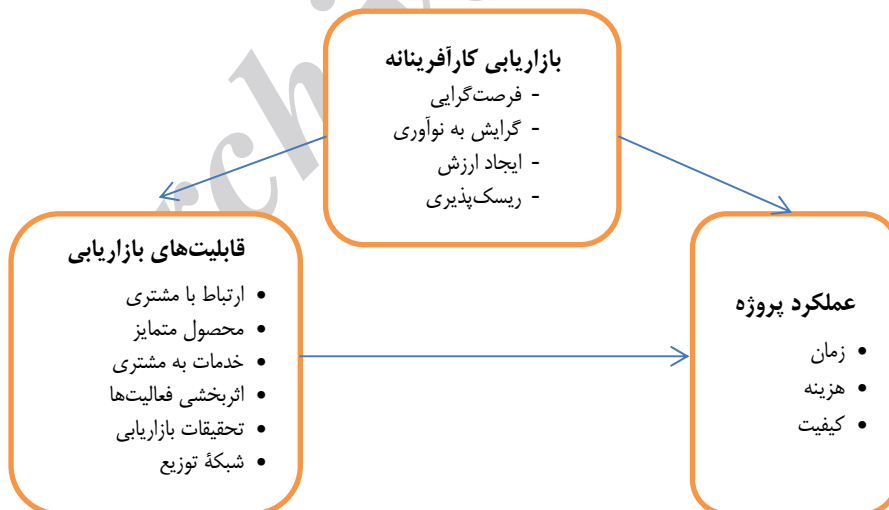 بازاریابی کارآفرینانه
- فرصت‌گرایی
- گرایش به نوآوری
- ایجاد ارزش
- ریسک‌پذیری
قابلیت‌های بازاریابی
• ارتباط با مشتری
• محصول متمایز
• خدمات به مشتری
• اثربخشی فعالیت‌ها
• تحقیقات بازاریابی
• شبکۀ توزیع
عملکرد پروژه
• زمان
• هزینه
• کیفیت